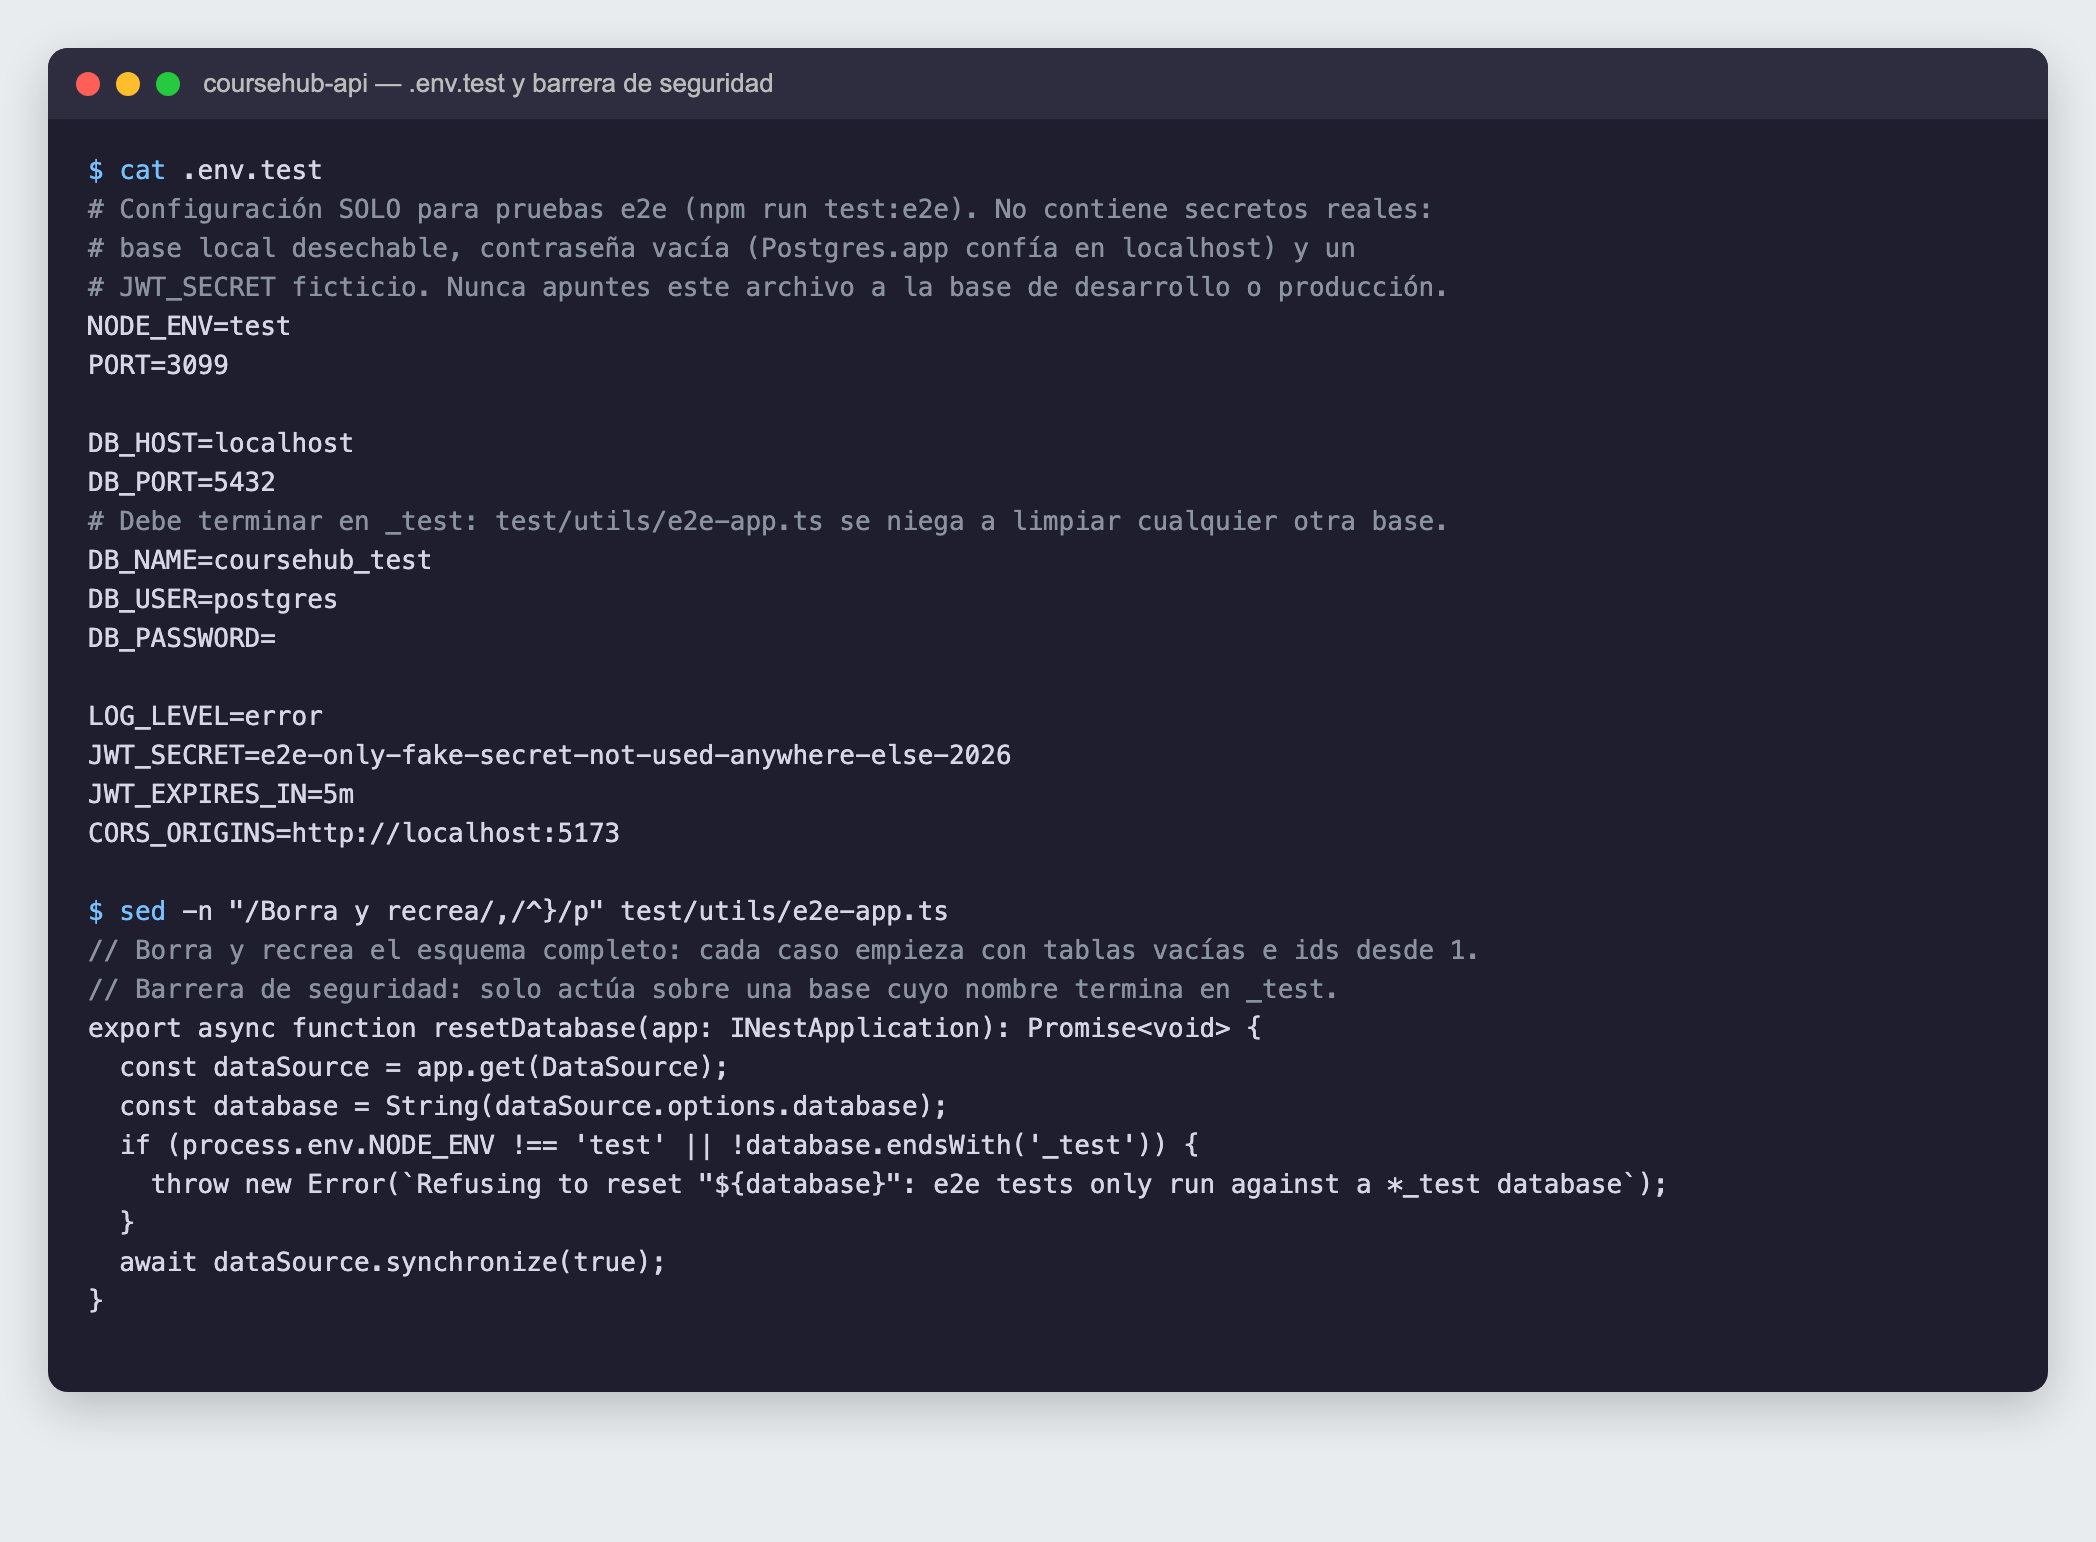 coursehub-api — .env.test y barrera de seguridad
$ cat .env.test
# Configuración SOLO para pruebas e2e (npm run test:e2e). No contiene secretos reales:
# base local desechable, contraseña vacía (Postgres.app confía en localhost) y un
# JWT_SECRET ficticio. Nunca apuntes este archivo a la base de desarrollo o producción.
NODE_ENV=test
PORT=3099
DB_HOST=localhost
DB_PORT=5432
# Debe terminar en _test: test/utils/e2e-app.ts se niega a limpiar cualquier otra base.
DB_NAME=coursehub_test
DB_USER=postgres
DB_PASSWORD=
LOG_LEVEL=error
JWT_SECRET=e2e-only-fake-secret-not-used-anywhere-else-2026
JWT_EXPIRES_IN=5m
CORS_ORIGINS=http://localhost:5173
$ sed -n "/Borra y recrea/,/^}/p" test/utils/e2e-app.ts
// Borra y recrea el esquema completo: cada caso empieza con tablas vacías e ids desde 1.
// Barrera de seguridad: solo actúa sobre una base cuyo nombre termina en _test.
export async function resetDatabase(app: INestApplication): Promise<void> {
  const dataSource = app.get(DataSource);
  const database = String(dataSource.options.database);
  if (process.env.NODE_ENV !== 'test' || !database.endsWith('_test')) {
    throw new Error(`Refusing to reset "${database}": e2e tests only run against a *_test database`);
  }
  await dataSource.synchronize(true);
}